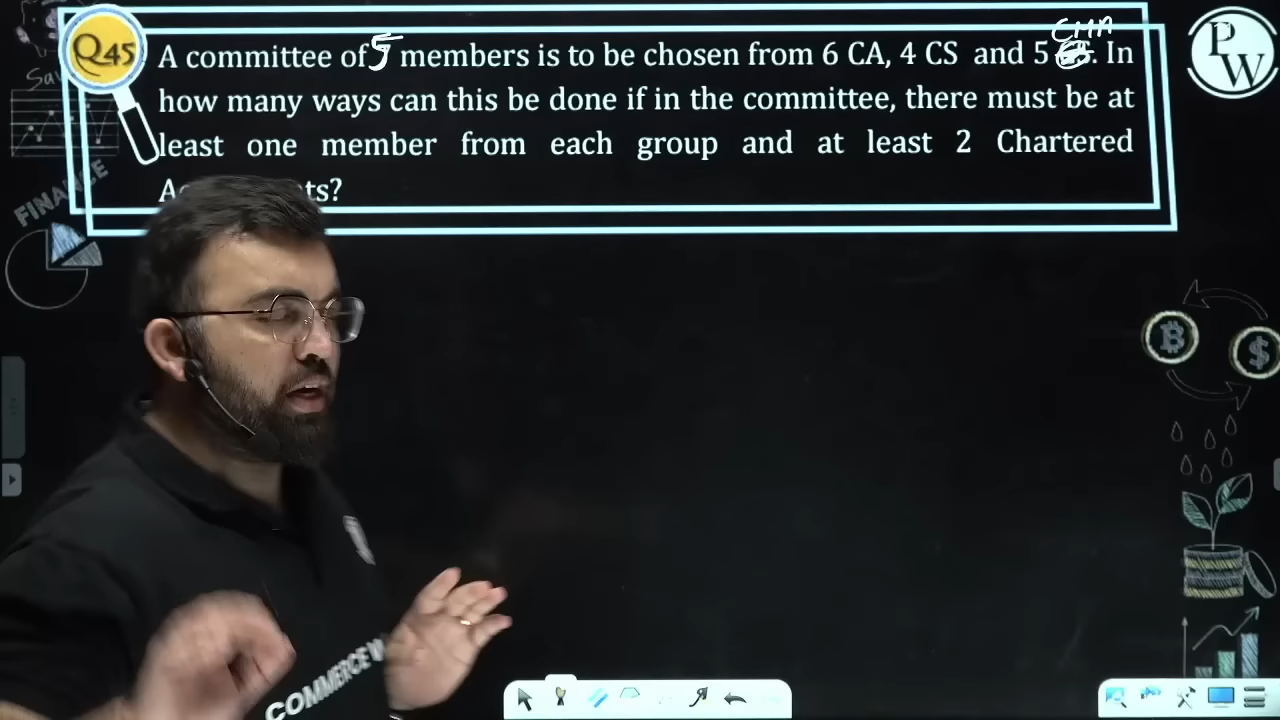 Q45
A committee of 5 members is to be chosen from 6 CA, 4 CS and 5 CMA. In
how many ways can this be done if in the committee, there must be at
least one member from each group and at least 2 Chartered
ts?
PW
Sav
FINANCE
B
$
COMMERCE W